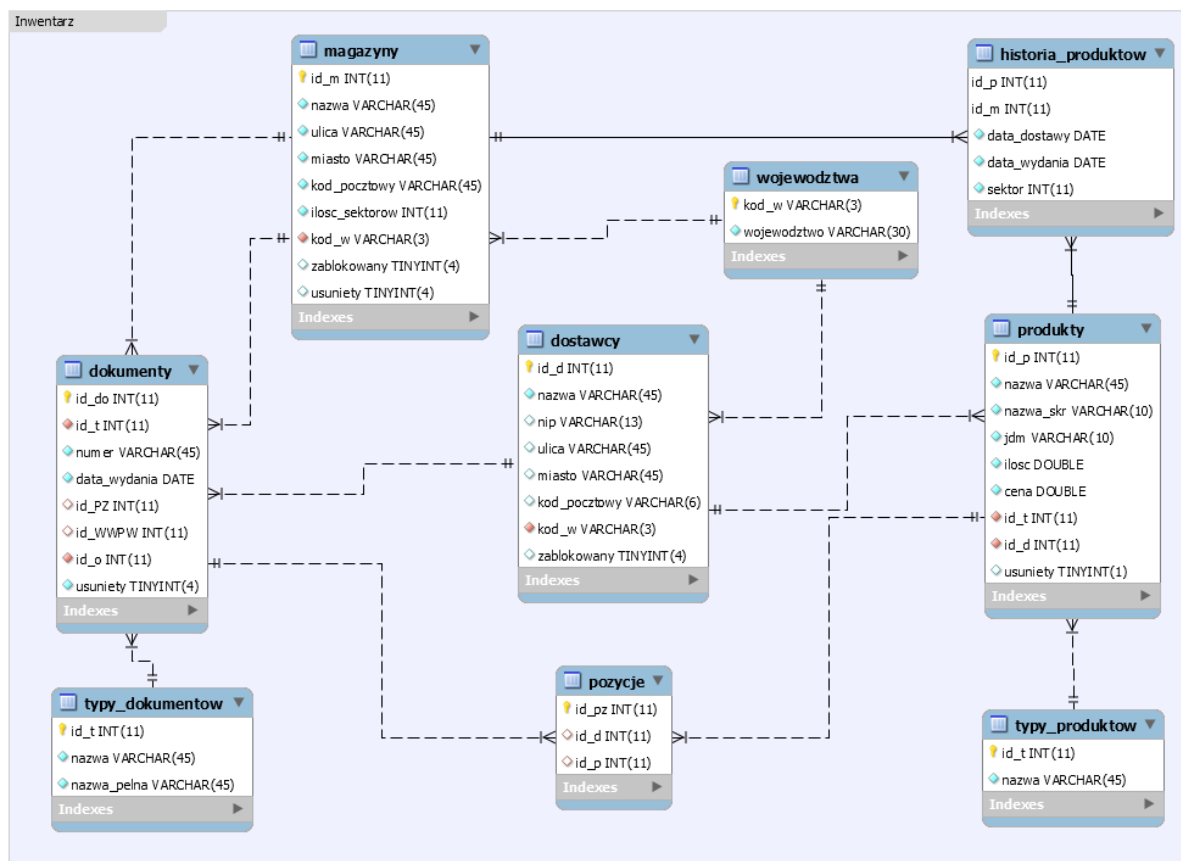 Inwentarz
magazyny
id_m INT(11)
nazwa VARCHAR(45)
ulica VARCHAR(45)
miasto VARCHAR(45)
kod_pocztowy VARCHAR(45)
ilosc_sektorow INT(11)
kod_w VARCHAR(3)
zablokowany TINYINT(4)
usuniety TINYINT(4)
Indexes
historia_produktow
id_p INT(11)
id_m INT(11)
data_dostawy DATE
data_wydania DATE
sektor INT(11)
Indexes
wojewodztwa
kod_w VARCHAR(3)
wojewodztwo VARCHAR(30)
Indexes
dokumenty
id_do INT(11)
id_t INT(11)
numer VARCHAR(45)
data_wydania DATE
id_PZ INT(11)
id_WWPW INT(11)
id_o INT(11)
usuniety TINYINT(4)
Indexes
dostawcy
id_d INT(11)
nazwa VARCHAR(45)
nip VARCHAR(13)
ulica VARCHAR(45)
miasto VARCHAR(45)
kod_pocztowy VARCHAR(6)
kod_w VARCHAR(3)
zablokowany TINYINT(4)
Indexes
produkty
id_p INT(11)
nazwa VARCHAR(45)
nazwa_skr VARCHAR(10)
jdm VARCHAR(10)
ilosc DOUBLE
cena DOUBLE
id_t INT(11)
id_d INT(11)
usuniety TINYINT(1)
Indexes
typy_dokumentow
id_t INT(11)
nazwa VARCHAR(45)
nazwa_pelna VARCHAR(45)
Indexes
pozycje
id_pz INT(11)
id_d INT(11)
id_p INT(11)
Indexes
typy_produktow
id_t INT(11)
nazwa VARCHAR(45)
Indexes